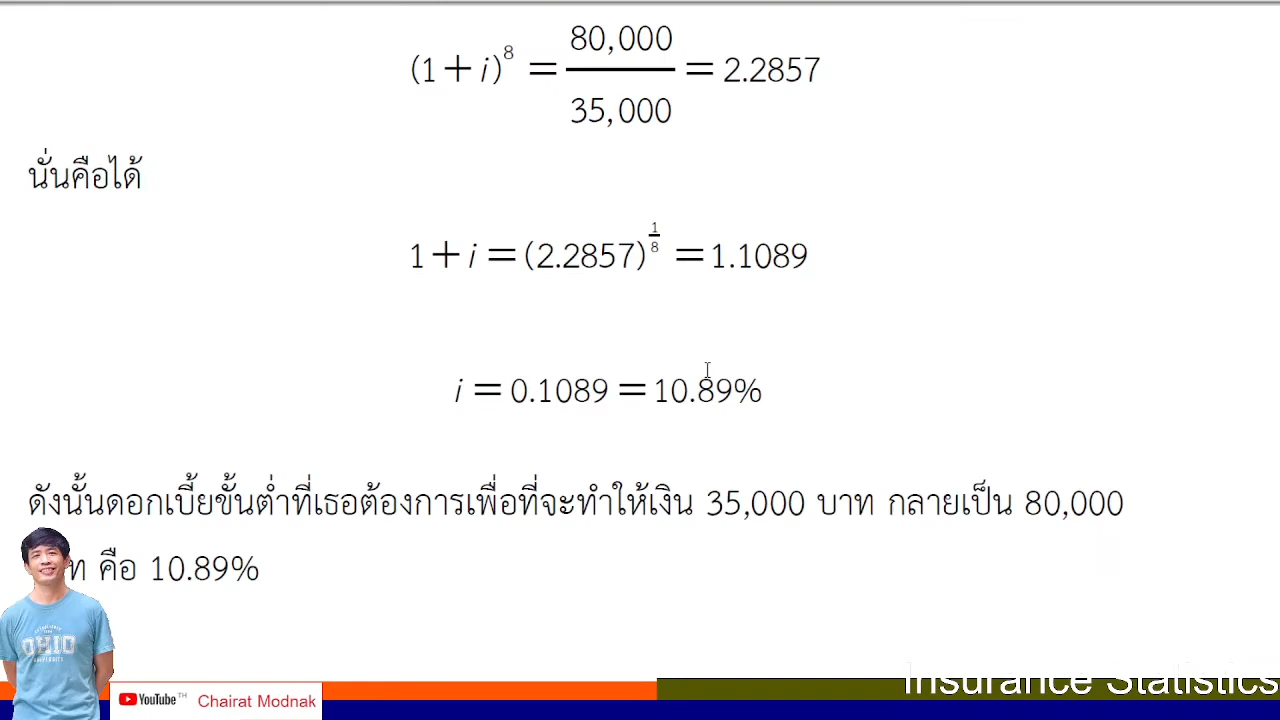 (1 + i)^8 = 80,000 / 35,000 = 2.2857
นั่นคือได้
1 + i = (2.2857)^(1/8) = 1.1089
i = 0.1089 = 10.89%
ดังนั้นดอกเบี้ยขั้นต่ำที่เธอต้องการเพื่อที่จะทำให้เงิน 35,000 บาท กลายเป็น 80,000
ท คือ 10.89%
OHIO
UNIVERSITY
YouTube TH
Chairat Modnak
Insurance Statistics